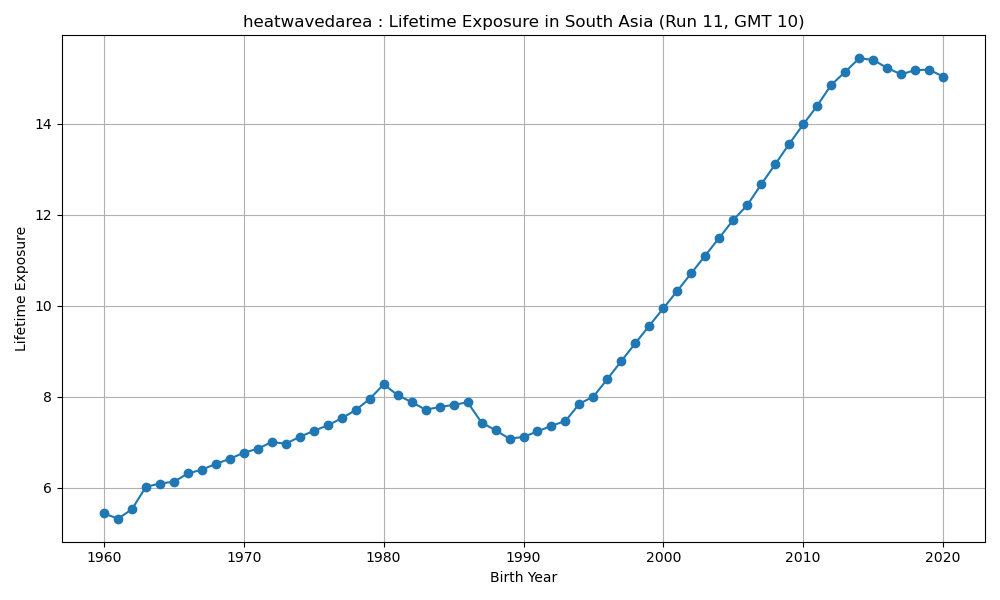 heatwavedarea : Lifetime Exposure in South Asia (Run 11, GMT 10)
Lifetime Exposure
14
12
10
8
6
1960 1970 1980 1990 2000 2010 2020
Birth Year